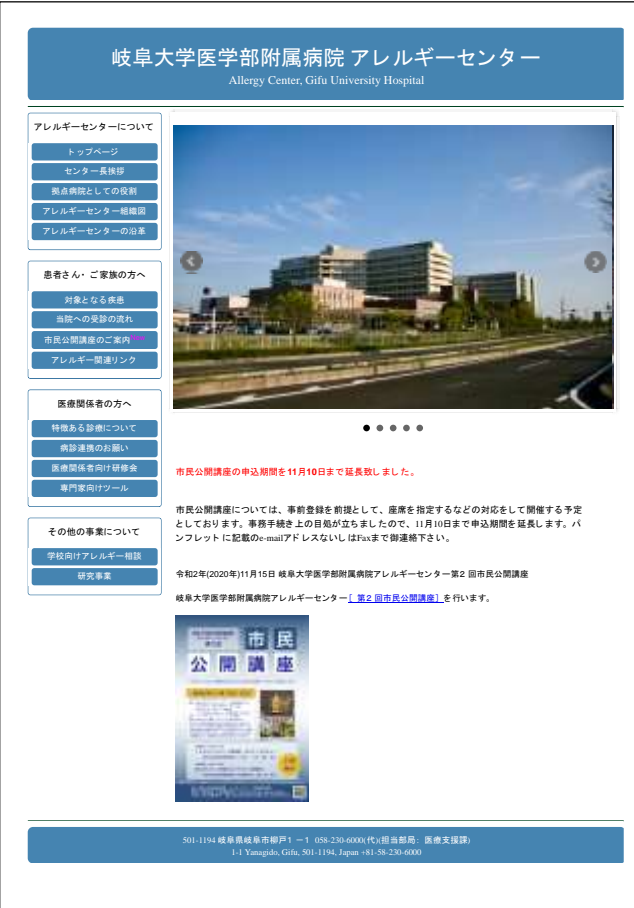 岐阜大学医学部附属病院 アレルギーセンター
Allergy Center, Gifu University Hospital
アレルギーセンターについて
トップページ
センター長挨拶
拠点病院としての役割
アレルギーセンター組織図
アレルギーセンターの沿革
患者さん・ご家族の方へ
対象となる疾患
当院への受診の流れ
市民公開講座のご案内
アレルギー関連リンク
医療関係者の方へ
特徴ある診療について
病診連携のお願い
医療関係者向け研修会
専門家向けツール
その他の事業について
学校向けアレルギー相談
研究事業
市民公開講座の申込期間を11月10日まで延長致しました。
市民公開講座については、事前登録を前提として、座席を指定するなどの対応をして開催する予定
としております。事務手続き上の目処が立ちましたので、11月10日まで申込期間を延長します。パ
ンフレットに記載のe-mailアドレスないしはFaxまで御連絡下さい。
令和2年(2020年)11月15日 岐阜大学医学部附属病院アレルギーセンター第2回市民公開講座
岐阜大学医学部附属病院アレルギーセンター[ 第2回市民公開講座] を行います。
市民
公開講座
501-1194 岐阜県岐阜市柳戸1－1 058-230-6000(代)(担当部局: 医療支援課)
1-1 Yanagido, Gifu, 501-1194, Japan +81-58-230-6000